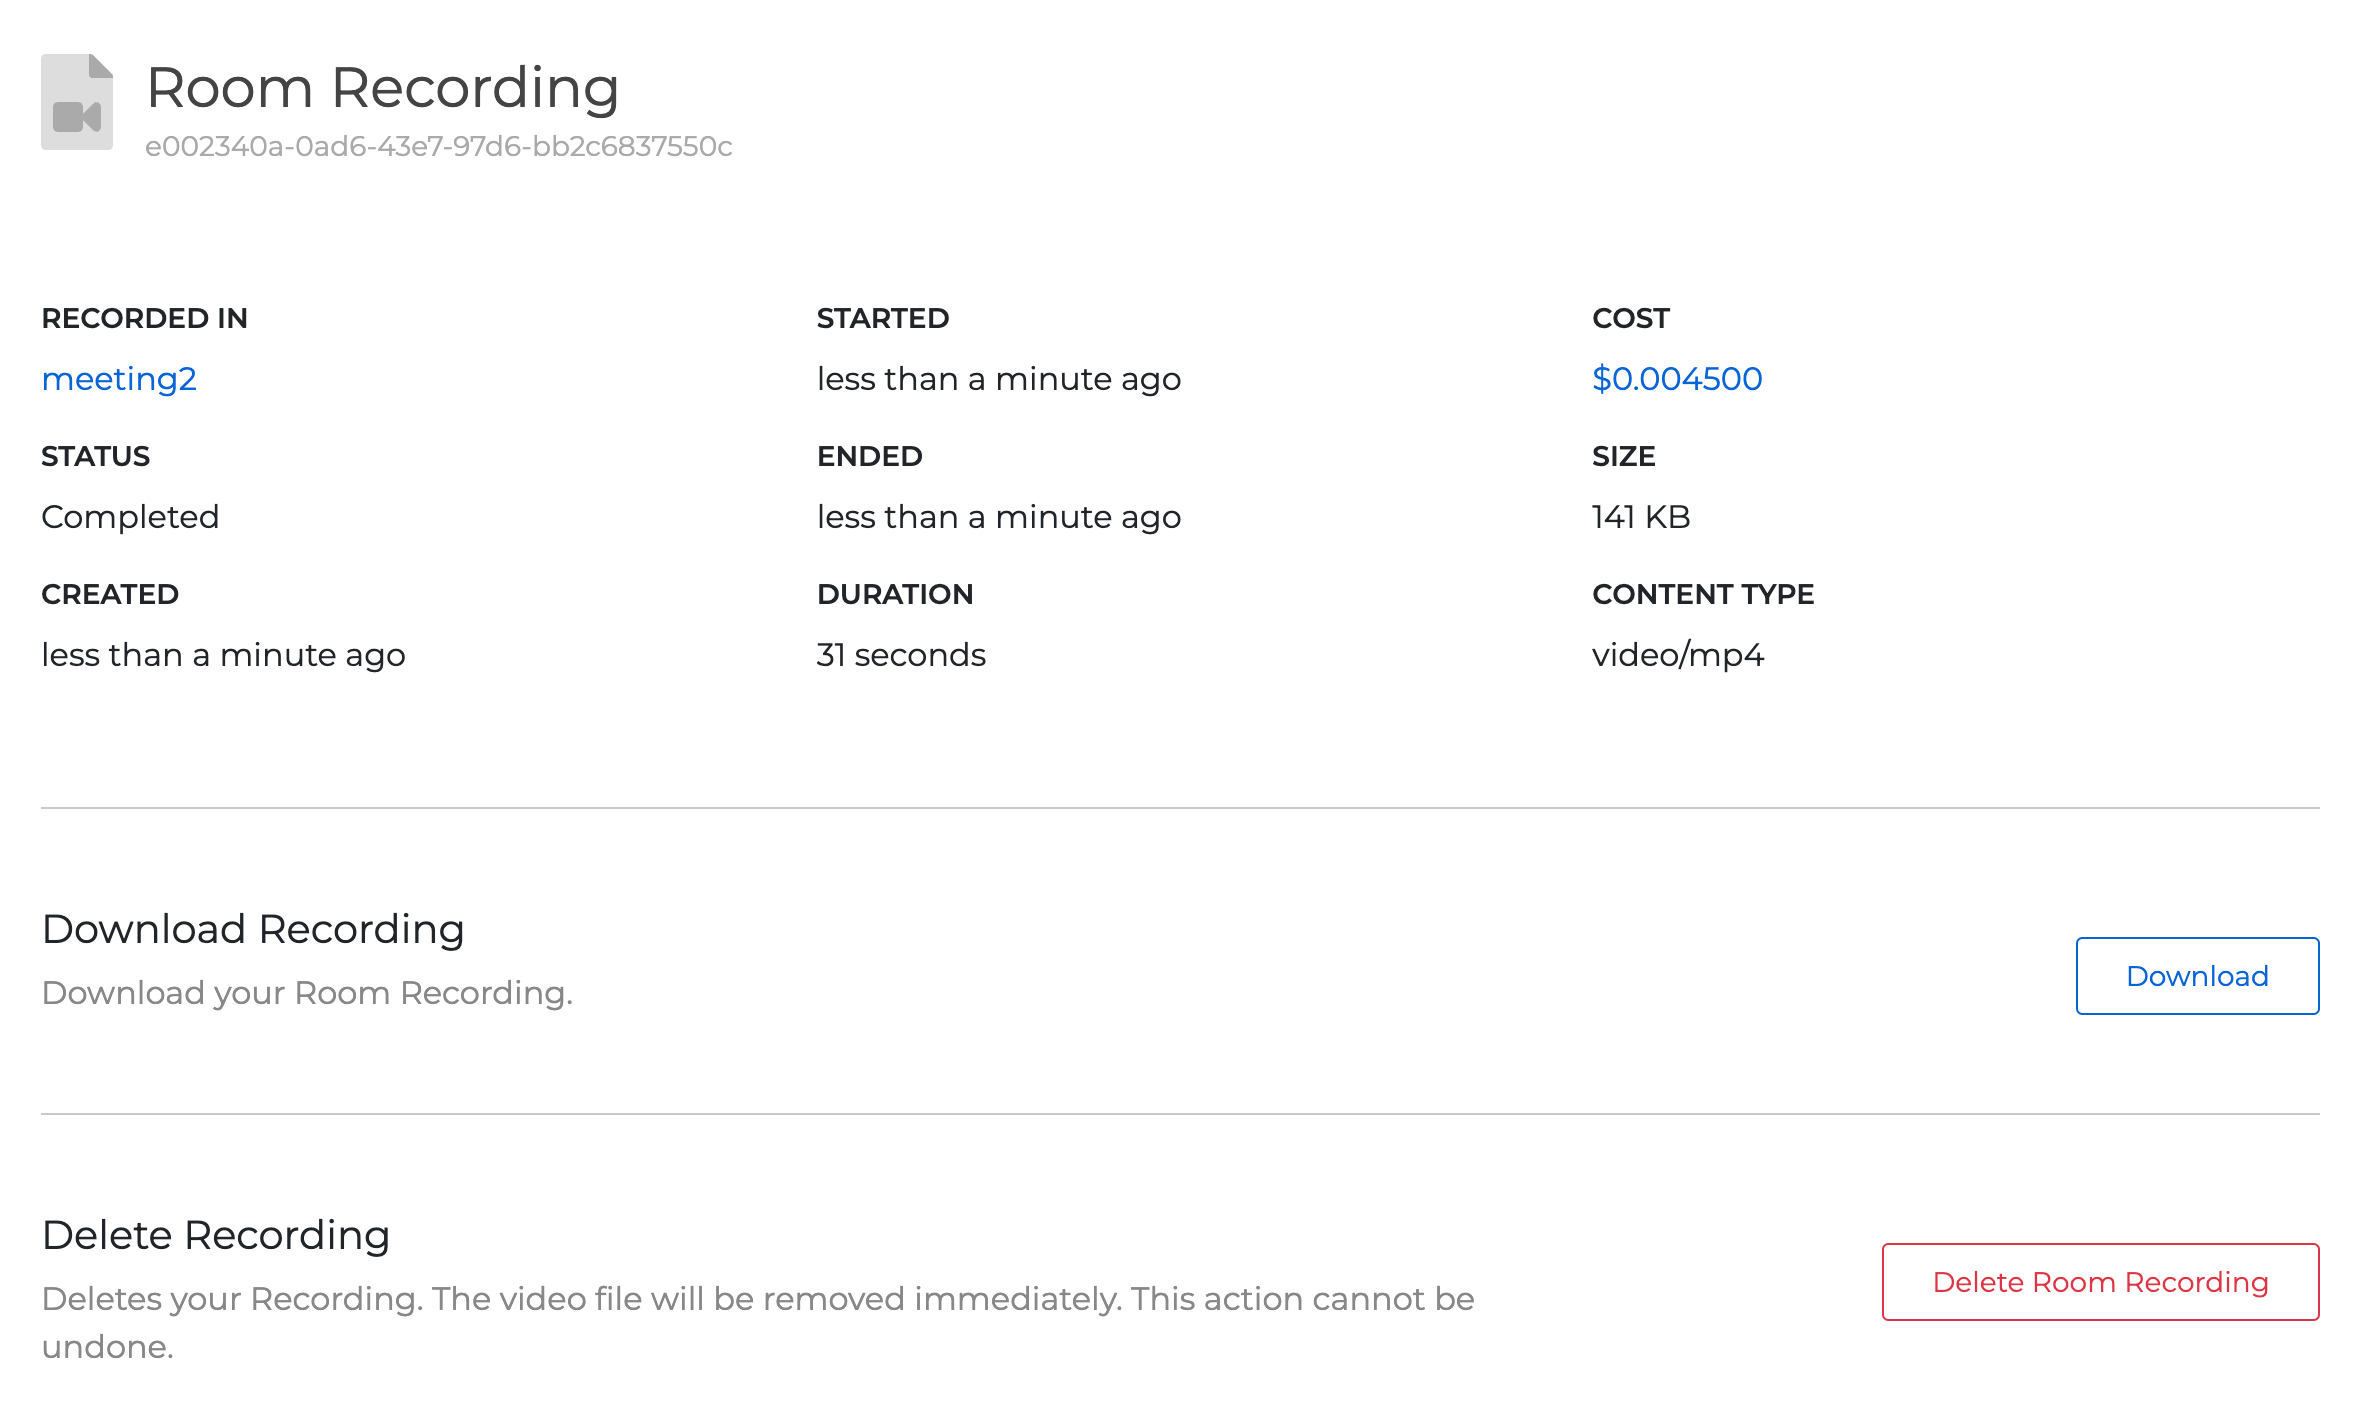 Room Recording
e002340a-0ad6-43e7-97d6-bb2c6837550c
RECORDED IN
meeting2
STATUS
Completed
CREATED
less than a minute ago
STARTED
less than a minute ago
ENDED
less than a minute ago
DURATION
31 seconds
COST
$0.004500
SIZE
141 KB
CONTENT TYPE
video/mp4
Download Recording
Download your Room Recording.
Download
Delete Recording
Deletes your Recording. The video file will be removed immediately. This action cannot be
undone.
Delete Room Recording